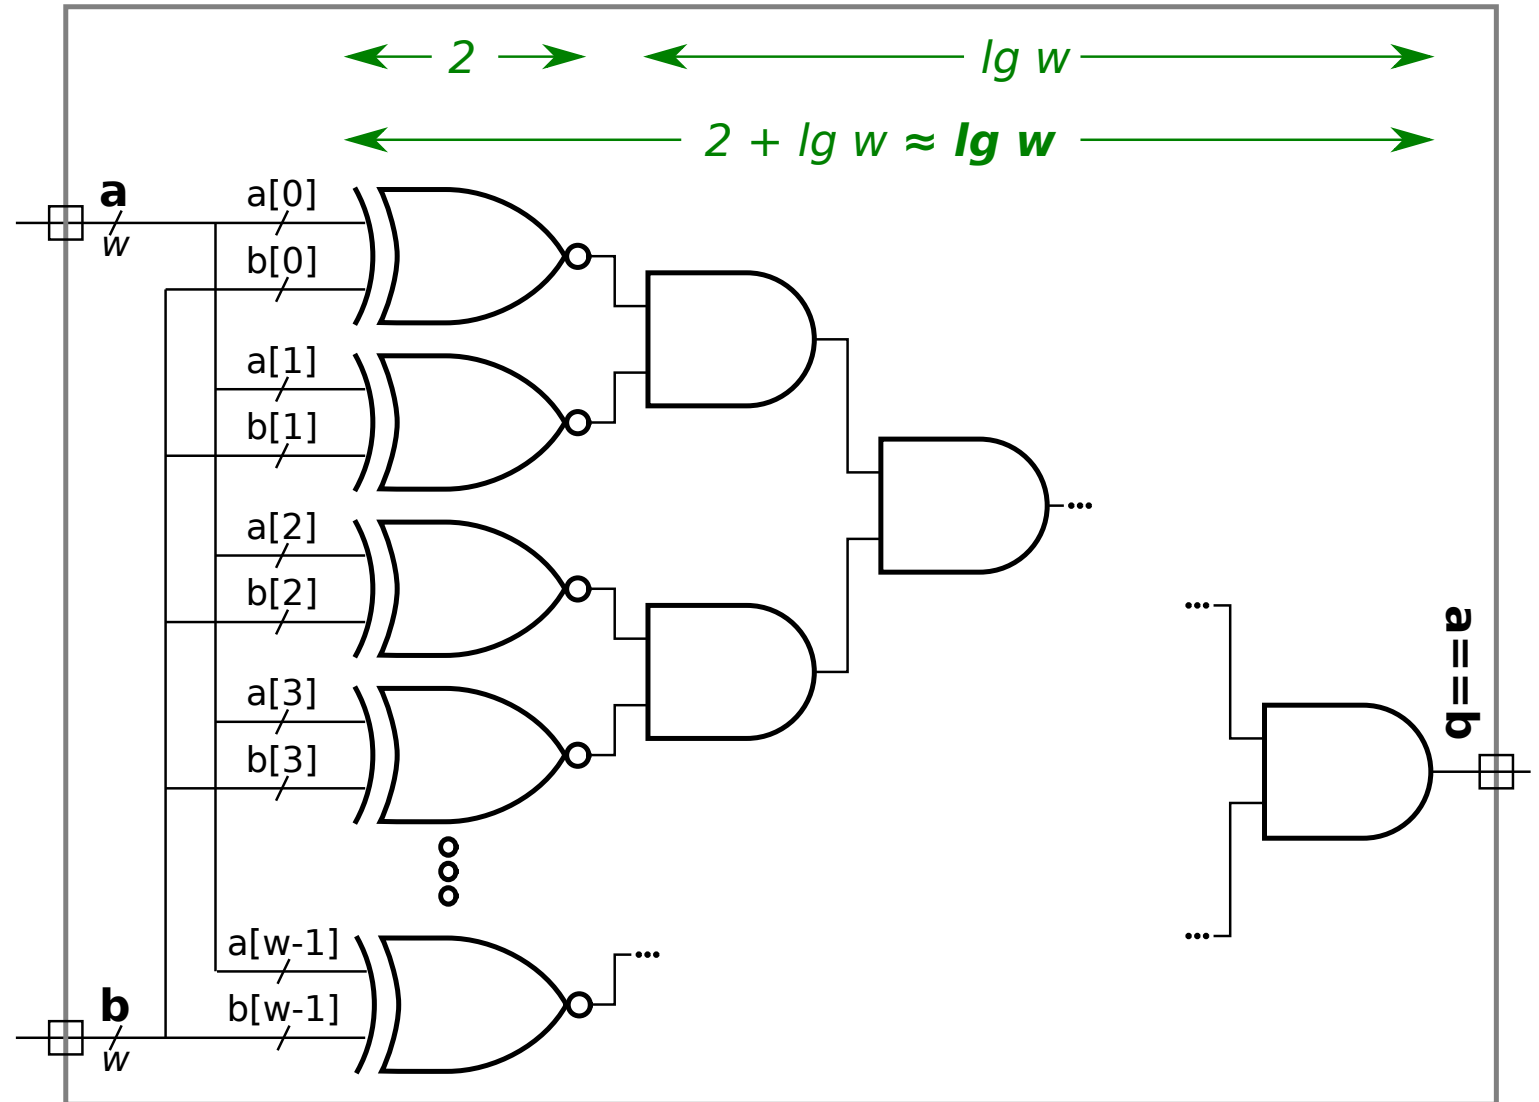 2
lg w
2 + lg w ≈ lg w
a
w
a[0]
b[0]
a[1]
b[1]
a[2]
b[2]
a[3]
b[3]
a[w-1]
b[w-1]
b
w
...
...
...
...
a==b